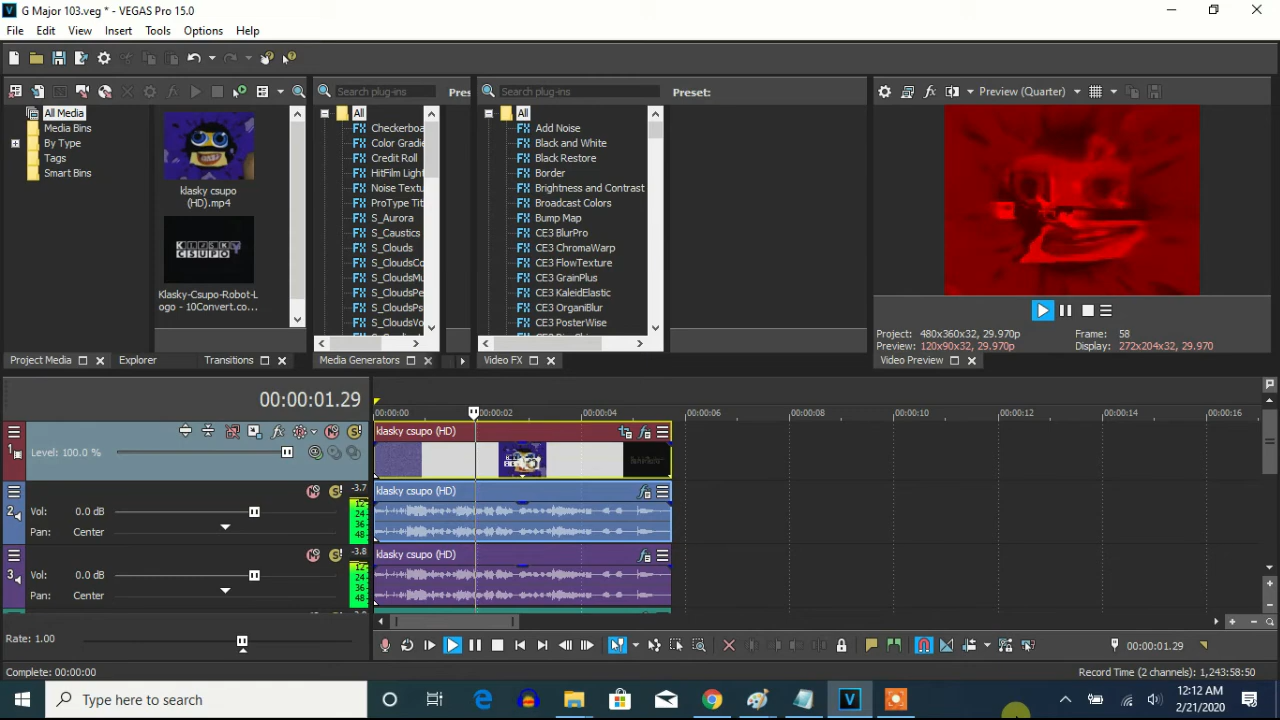 G Major 103.veg * - VEGAS Pro 15.0
File Edit View Insert Tools Options Help
Search plug-ins Pres
Search plug-ins Preset:
Preview (Quarter)
All Media
Media Bins
By Type
Tags
Smart Bins
klasky csupo
(HD).mp4
KLASKY
CSUPO
Klasky-Csupo-Robot-L
ogo - 10Convert.co...
All
Checkerboa
Color Gradie
Credit Roll
HitFilm Light
Noise Textu
ProType Tit
S_Aurora
S_Caustics
S_Clouds
S_CloudsCo
S_CloudsMu
S_CloudsPe
S_CloudsPs
S_CloudsVo
All
Add Noise
Black and White
Black Restore
Border
Brightness and Contrast
Broadcast Colors
Bump Map
CE3 BlurPro
CE3 ChromaWarp
CE3 FlowTexture
CE3 GrainPlus
CE3 KaleidElastic
CE3 OrganiBlur
CE3 PosterWise
Project: 480x360x32, 29.970p Frame: 58
Preview: 120x90x32, 29.970p Display: 272x204x32, 29.970
Project Media Explorer Transitions Media Generators Video FX Video Preview
00:00:01.29
00:00:00 00:00:02 00:00:04 00:00:06 00:00:08 00:00:10 00:00:12 00:00:14 00:00:16
1
Level: 100.0 %
klasky csupo (HD)
2
Vol: 0.0 dB
Pan: Center
-3.7
12
24
36
48
klasky csupo (HD)
3
Vol: 0.0 dB
Pan: Center
-3.8
12
24
36
48
klasky csupo (HD)
Rate: 1.00
00:00:01.29
Complete: 00:00:00 Record Time (2 channels): 1,243:58:50
Type here to search
12:12 AM
2/21/2020